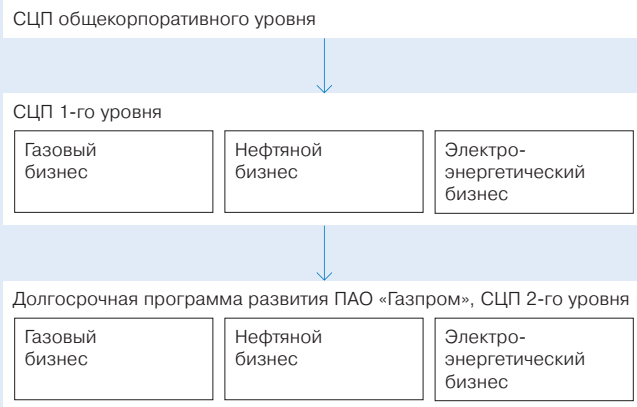 СЦП общекорпоративного уровня
СЦП 1-го уровня
Газовый
бизнес
Нефтяной
бизнес
Электро-
энергетический
бизнес
Долгосрочная программа развития ПАО «Газпром», СЦП 2-го уровня
Газовый
бизнес
Нефтяной
бизнес
Электро-
энергетический
бизнес